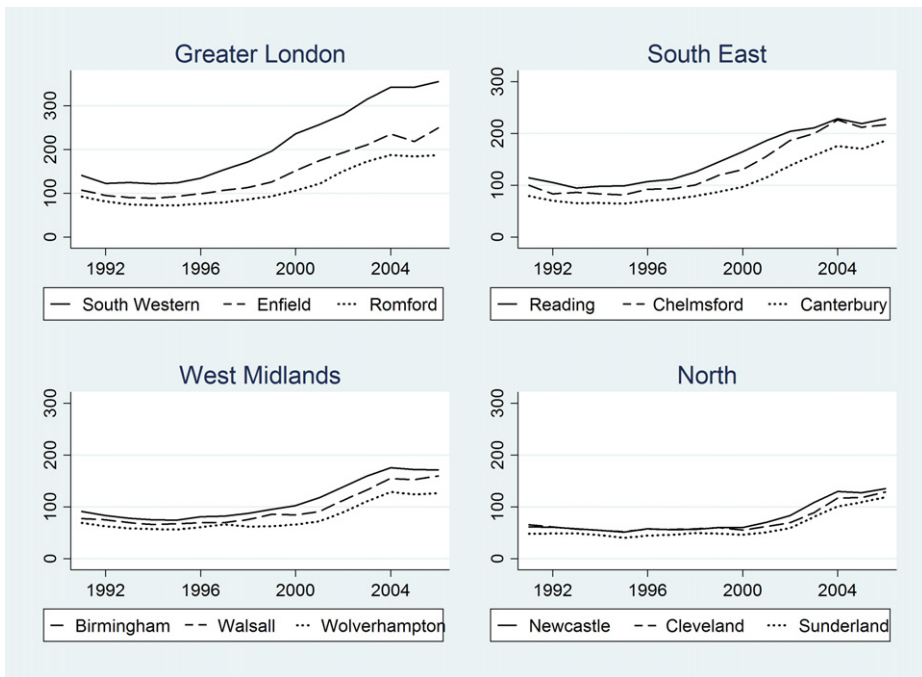 Greater London
300
200
100
0
1992 1996 2000 2004
South Western Enfield Romford
South East
300
200
100
0
1992 1996 2000 2004
Reading Chelmsford Canterbury
West Midlands
300
200
100
0
1992 1996 2000 2004
Birmingham Walsall Wolverhampton
North
300
200
100
0
1992 1996 2000 2004
Newcastle Cleveland Sunderland